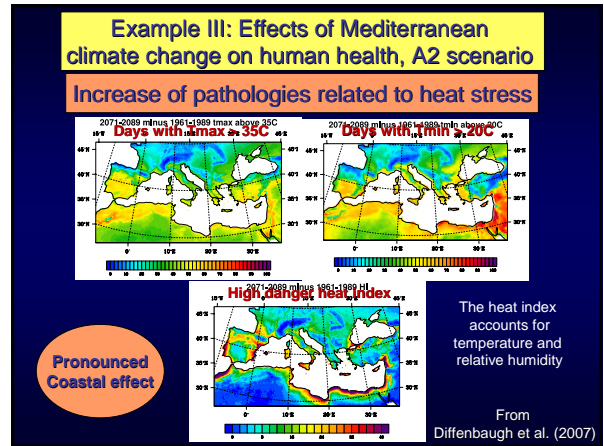 Example III: Effects of Mediterranean
climate change on human health, A2 scenario
Increase of pathologies related to heat stress
2071-2089 minus 1961-1989 tmax above 35C
Days with Tmax > 35C
2071-2089 minus 1961-1989 tmin above 20C
Days with Tmin > 20C
2071-2089 minus 1961-1989 HI
High danger heat index
The heat index
accounts for
temperature and
relative humidity
Pronounced
Coastal effect
From
Diffenbaugh et al. (2007)